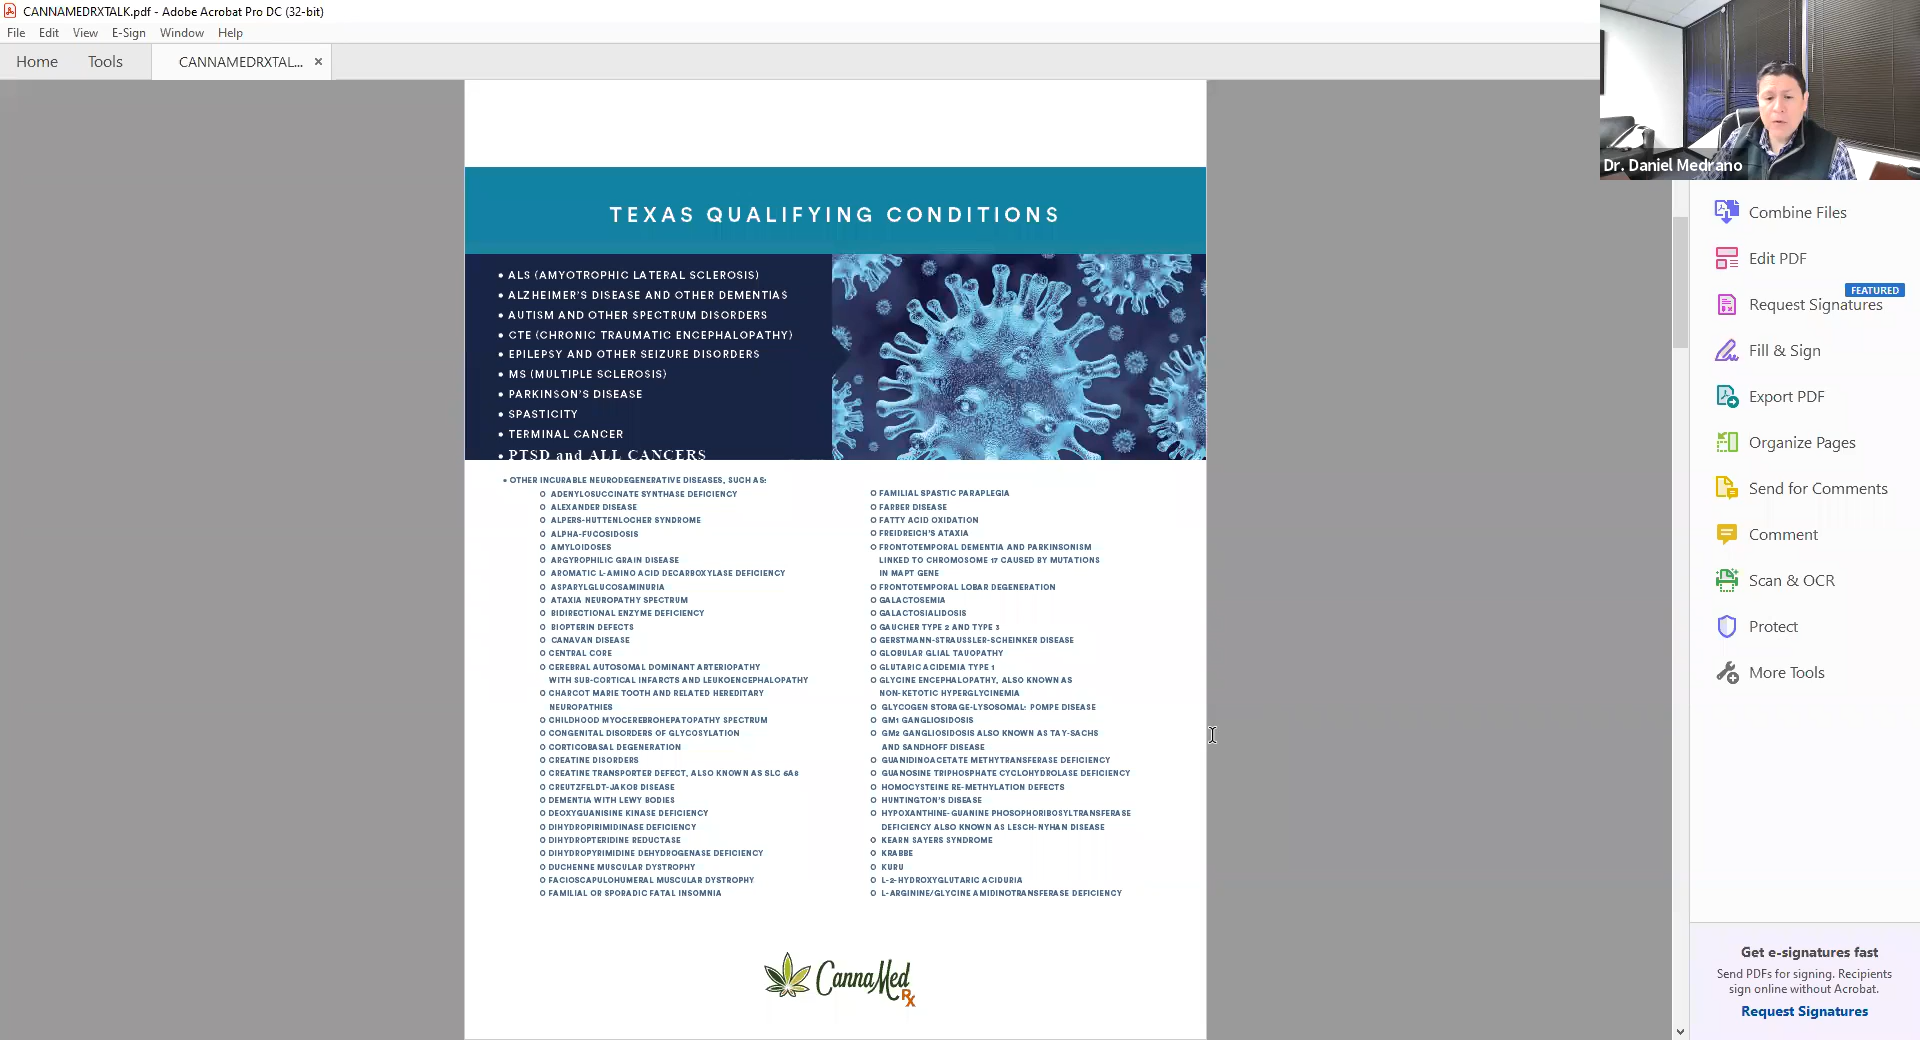 CANNAMEDRXTALK.pdf - Adobe Acrobat Pro DC (32-bit)
File Edit View E-Sign Window Help
Home Tools CANNAMEDRXTAL... ×
Dr. Daniel Medrano
TEXAS QUALIFYING CONDITIONS
• ALS (AMYOTROPHIC LATERAL SCLEROSIS)
• ALZHEIMER'S DISEASE AND OTHER DEMENTIAS
• AUTISM AND OTHER SPECTRUM DISORDERS
• CTE (CHRONIC TRAUMATIC ENCEPHALOPATHY)
• EPILEPSY AND OTHER SEIZURE DISORDERS
• MS (MULTIPLE SCLEROSIS)
• PARKINSON'S DISEASE
• SPASTICITY
• TERMINAL CANCER
• PTSD and ALL CANCERS
• OTHER INCURABLE NEURODEGENERATIVE DISEASES, SUCH AS:
O ADENYLOSUCCINATE SYNTHASE DEFICIENCY
O ALEXANDER DISEASE
O ALPERS-HUTTENLOCHER SYNDROME
O ALPHA-FUCOSIDOSIS
O AMYLOIDOSES
O ARGYROPHILIC GRAIN DISEASE
O AROMATIC L-AMINO ACID DECARBOXYLASE DEFICIENCY
O ASPARYLGLUCOSAMINURIA
O ATAXIA NEUROPATHY SPECTRUM
O BIDIRECTIONAL ENZYME DEFICIENCY
O BIOPTERIN DEFECTS
O CANAVAN DISEASE
O CENTRAL CORE
O CEREBRAL AUTOSOMAL DOMINANT ARTERIOPATHY
WITH SUB-CORTICAL INFARCTS AND LEUKOENCEPHALOPATHY
O CHARCOT MARIE TOOTH AND RELATED HEREDITARY
NEUROPATHIES
O CHILDHOOD MYOCEREBROHEPATOPATHY SPECTRUM
O CONGENITAL DISORDERS OF GLYCOSYLATION
O CORTICOBASAL DEGENERATION
O CREATINE DISORDERS
O CREATINE TRANSPORTER DEFECT, ALSO KNOWN AS SLC 6A8
O CREUTZFELDT-JAKOB DISEASE
O DEMENTIA WITH LEWY BODIES
O DEOXYGUANISINE KINASE DEFICIENCY
O DIHYDROPIRIMIDINASE DEFICIENCY
O DIHYDROPTERIDINE REDUCTASE
O DIHYDROPYRIMIDINE DEHYDROGENASE DEFICIENCY
O DUCHENNE MUSCULAR DYSTROPHY
O FACIOSCAPULOHUMERAL MUSCULAR DYSTROPHY
O FAMILIAL OR SPORADIC FATAL INSOMNIA
O FAMILIAL SPASTIC PARAPLEGIA
O FARBER DISEASE
O FATTY ACID OXIDATION
O FREIDREICH'S ATAXIA
O FRONTOTEMPORAL DEMENTIA AND PARKINSONISM
LINKED TO CHROMOSOME 17 CAUSED BY MUTATIONS
IN MAPT GENE
O FRONTOTEMPORAL LOBAR DEGENERATION
O GALACTOSEMIA
O GALACTOSIALIDOSIS
O GAUCHER TYPE 2 AND TYPE 3
O GERSTMANN-STRAUSSLER-SCHEINKER DISEASE
O GLOBULAR GLIAL TAUOPATHY
O GLUTARIC ACIDEMIA TYPE 1
O GLYCINE ENCEPHALOPATHY, ALSO KNOWN AS
NON-KETOTIC HYPERGLYCINEMIA
O GLYCOGEN STORAGE-LYSOSOMAL: POMPE DISEASE
O GM1 GANGLIOSIDOSIS
O GM2 GANGLIOSIDOSIS ALSO KNOWN AS TAY-SACHS
AND SANDHOFF DISEASE
O GUANIDINOACETATE METHYTRANSFERASE DEFICIENCY
O GUANOSINE TRIPHOSPHATE CYCLOHYDROLASE DEFICIENCY
O HOMOCYSTEINE RE-METHYLATION DEFECTS
O HUNTINGTON'S DISEASE
O HYPOXANTHINE-GUANINE PHOSOPHORIBOSYLTRANSFERASE
DEFICIENCY ALSO KNOWN AS LESCH-NYHAN DISEASE
O KEARN SAYERS SYNDROME
O KRABBE
O KURU
O L-2-HYDROXYGLUTARIC ACIDURIA
O L-ARGININE/GLYCINE AMIDINOTRANSFERASE DEFICIENCY
CannaMed
Rx
Combine Files
Edit PDF
FEATURED
Request Signatures
Fill & Sign
Export PDF
Organize Pages
Send for Comments
Comment
Scan & OCR
Protect
More Tools
Get e-signatures fast
Send PDFs for signing. Recipients
sign online without Acrobat.
Request Signatures